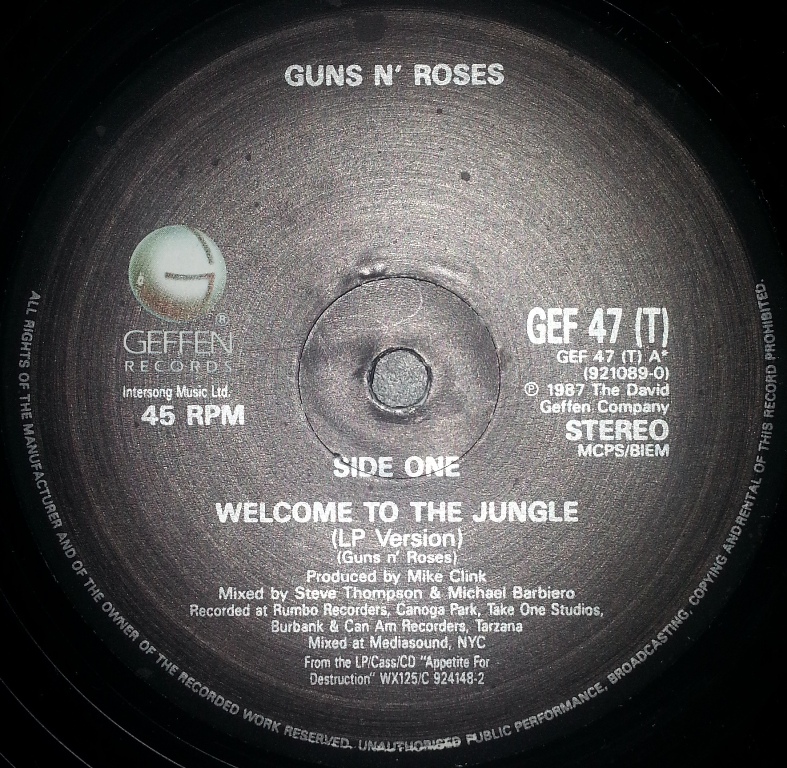 GUNS N' ROSES
GEFFEN ®
RECORDS
Intersong Music Ltd.
45 RPM
GEF 47 (T)
GEF 47 (T) A*
(921089-0)
℗ 1987 The David
Geffen Company
STEREO
MCPS/BIEM
SIDE ONE
WELCOME TO THE JUNGLE
(LP Version)
(Guns n' Roses)
Produced by Mike Clink
Mixed by Steve Thompson & Michael Barbiero
Recorded at Rumbo Recorders, Canoga Park, Take One Studios,
Burbank & Can Am Recorders, Tarzana
Mixed at Mediasound, NYC
From the LP/Cass/CD "Appetite For
Destruction" WX125/C 924148-2
ALL RIGHTS OF THE MANUFACTURER AND OF THE OWNER OF THE RECORDED WORK RESERVED. UNAUTHORISED PUBLIC PERFORMANCE, BROADCASTING, COPYING AND RENTAL OF THIS RECORD PROHIBITED.